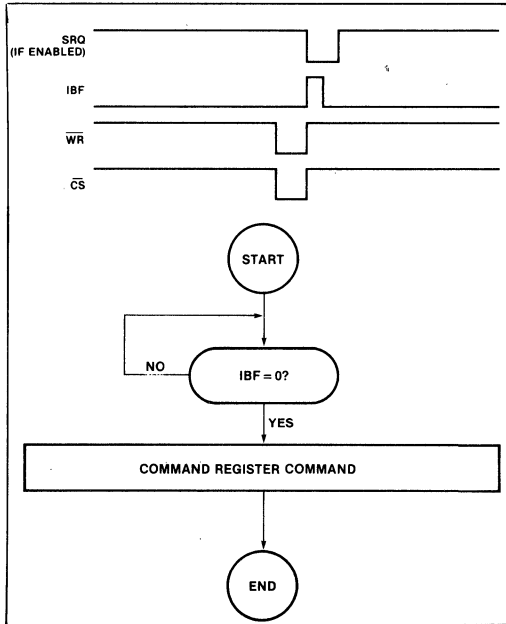 SRQ
(IF ENABLED)
IBF
WR
CS
START
NO
IBF = 0?
YES
COMMAND REGISTER COMMAND
END